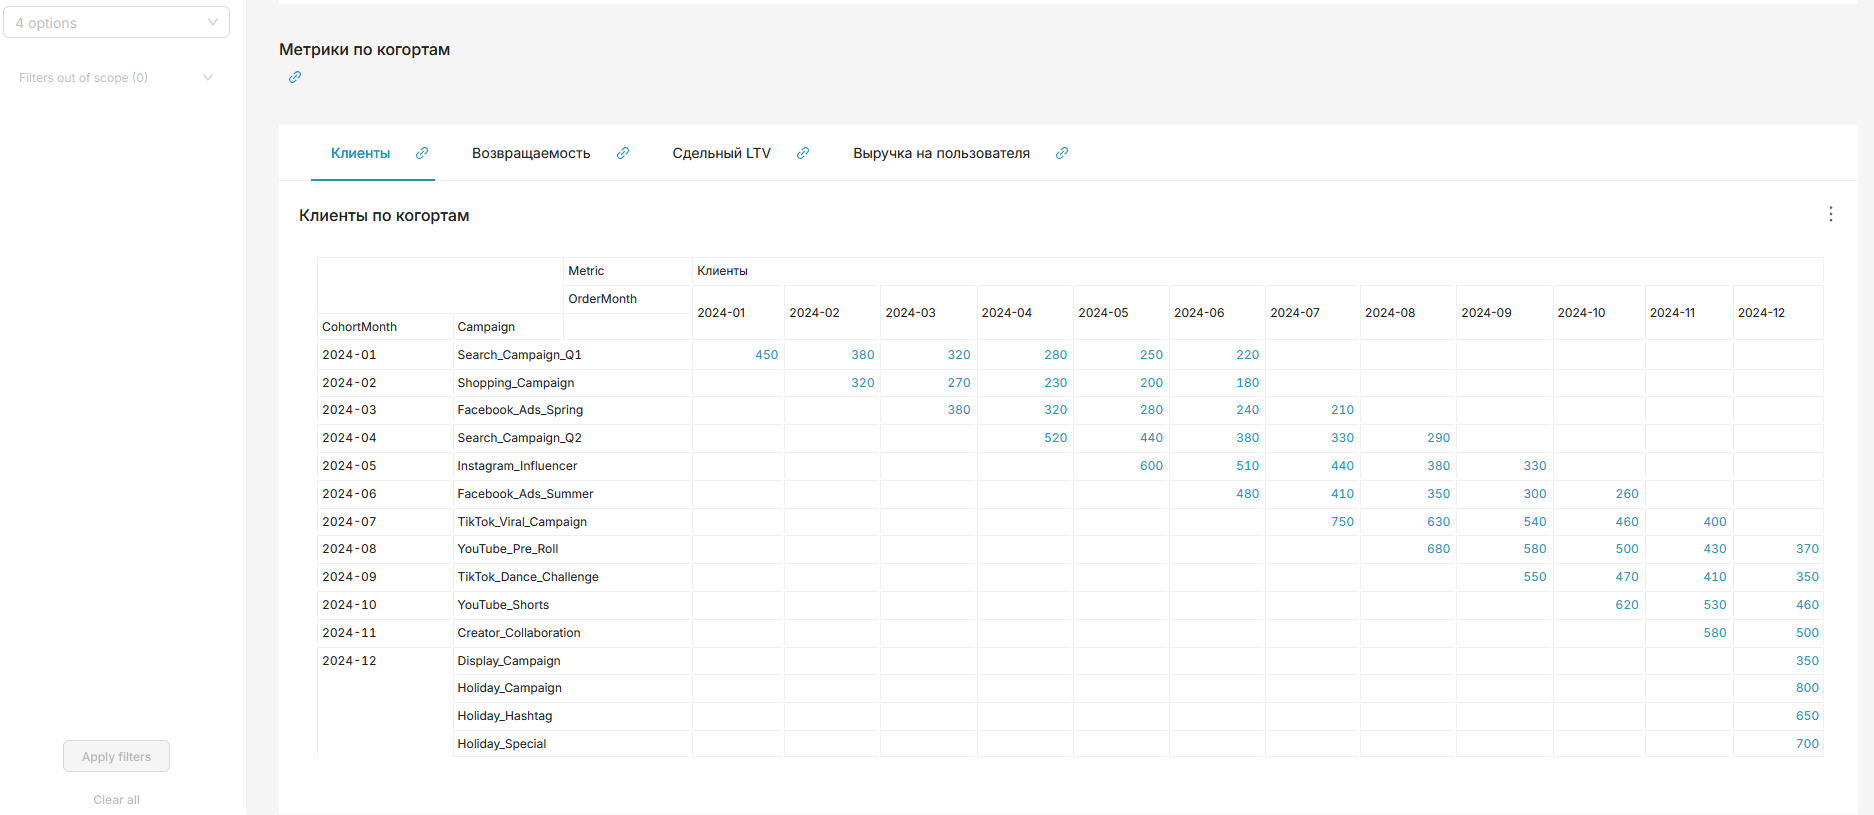 4 options
Filters out of scope (0)
Apply filters
Clear all
Метрики по когортам
Клиенты Возвращаемость Сдельный LTV Выручка на пользователя
Клиенты по когортам
Metric Клиенты
OrderMonth
2024-01 2024-02 2024-03 2024-04 2024-05 2024-06 2024-07 2024-08 2024-09 2024-10 2024-11 2024-12
CohortMonth Campaign
2024-01 Search_Campaign_Q1 450 380 320 280 250 220
2024-02 Shopping_Campaign 320 270 230 200 180
2024-03 Facebook_Ads_Spring 380 320 280 240 210
2024-04 Search_Campaign_Q2 520 440 380 330 290
2024-05 Instagram_Influencer 600 510 440 380 330
2024-06 Facebook_Ads_Summer 480 410 350 300 260
2024-07 TikTok_Viral_Campaign 750 630 540 460 400
2024-08 YouTube_Pre_Roll 680 580 500 430 370
2024-09 TikTok_Dance_Challenge 550 470 410 350
2024-10 YouTube_Shorts 620 530 460
2024-11 Creator_Collaboration 580 500
2024-12 Display_Campaign 350
Holiday_Campaign 800
Holiday_Hashtag 650
Holiday_Special 700